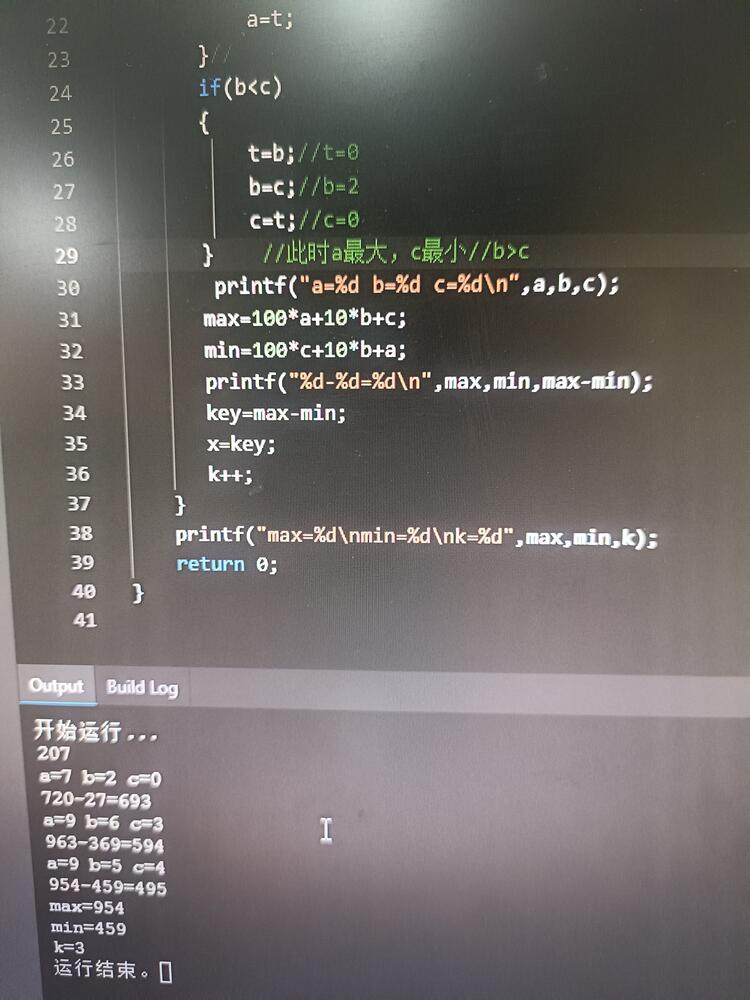 22 a=t;
23 }//
24 if(b<c)
25 {
26 t=b;//t=0
27 b=c;//b=2
28 c=t;//c=0
29 } //此时a最大，c最小//b>c
30 printf("a=%d b=%d c=%d\n",a,b,c);
31 max=100*a+10*b+c;
32 min=100*c+10*b+a;
33 printf("%d-%d=%d\n",max,min,max-min);
34 key=max-min;
35 x=key;
36 k++;
37 }
38 printf("max=%d\nmin=%d\nk=%d",max,min,k);
39 return 0;
40 }
41
Output Build Log
开始运行...
207
a=7 b=2 c=0
720-27=693
a=9 b=6 c=3
963-369=594
a=9 b=5 c=4
954-459=495
max=954
min=459
k=3
运行结束。